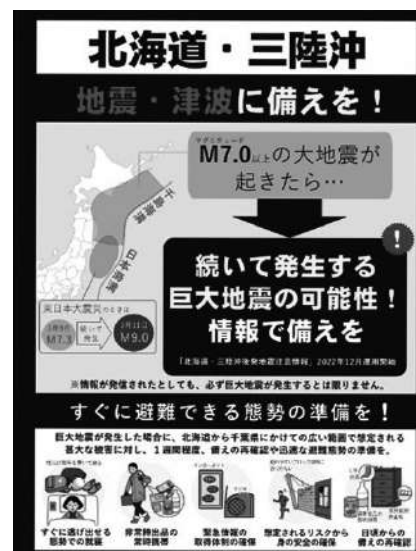 北海道・三陸沖
地震・津波に備えを!
マグニチュード
M7.0以上の大地震が
起きたら…
千島海溝
日本海溝
続いて発生する
巨大地震の可能性!
情報で備えを
「北海道・三陸沖後発地震注意情報」2022年12月運用開始
東日本大震災のときは
3月9日
M7.3
続いて
発生
3月11日
M9.0
※情報が発信されたとしても、必ず巨大地震が発生するとは限りません。
すぐに避難できる態勢の準備を!
巨大地震が発生した場合に、北海道から千葉県にかけての広い範囲で想定される
甚大な被害に対し、1週間程度、備えの再確認や迅速な避難態勢の準備を。
すぐに逃げ出せる
態勢での就寝
非常持出品の
常時携帯
緊急情報の
取得体制の確保
想定されるリスクから
身の安全の確保
日頃からの
備えの再確認